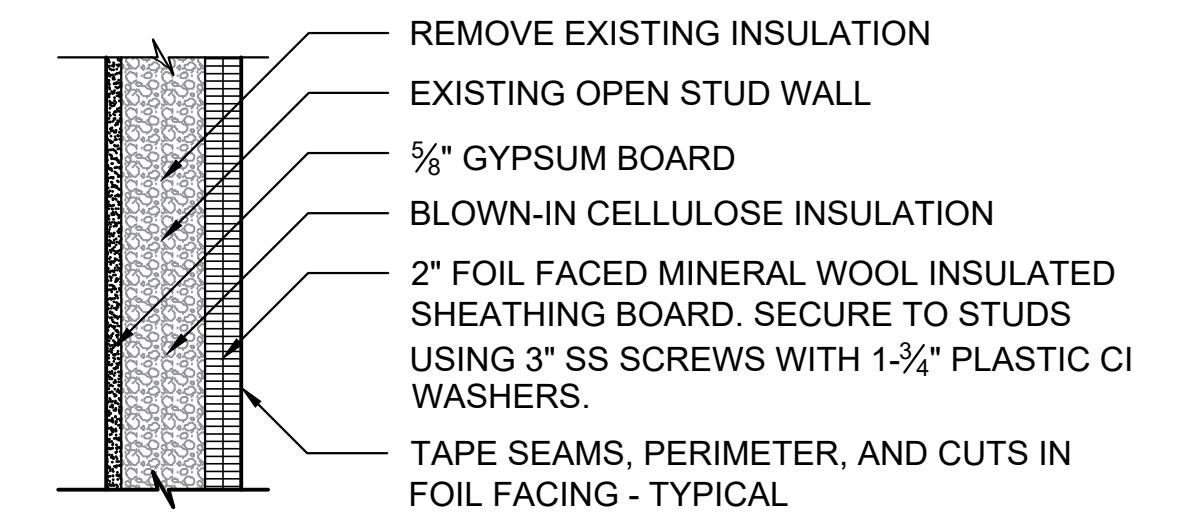 REMOVE EXISTING INSULATION
EXISTING OPEN STUD WALL
⅝" GYPSUM BOARD
BLOWN-IN CELLULOSE INSULATION
2" FOIL FACED MINERAL WOOL INSULATED
SHEATHING BOARD. SECURE TO STUDS
USING 3" SS SCREWS WITH 1-¾" PLASTIC CI
WASHERS.
TAPE SEAMS, PERIMETER, AND CUTS IN
FOIL FACING - TYPICAL